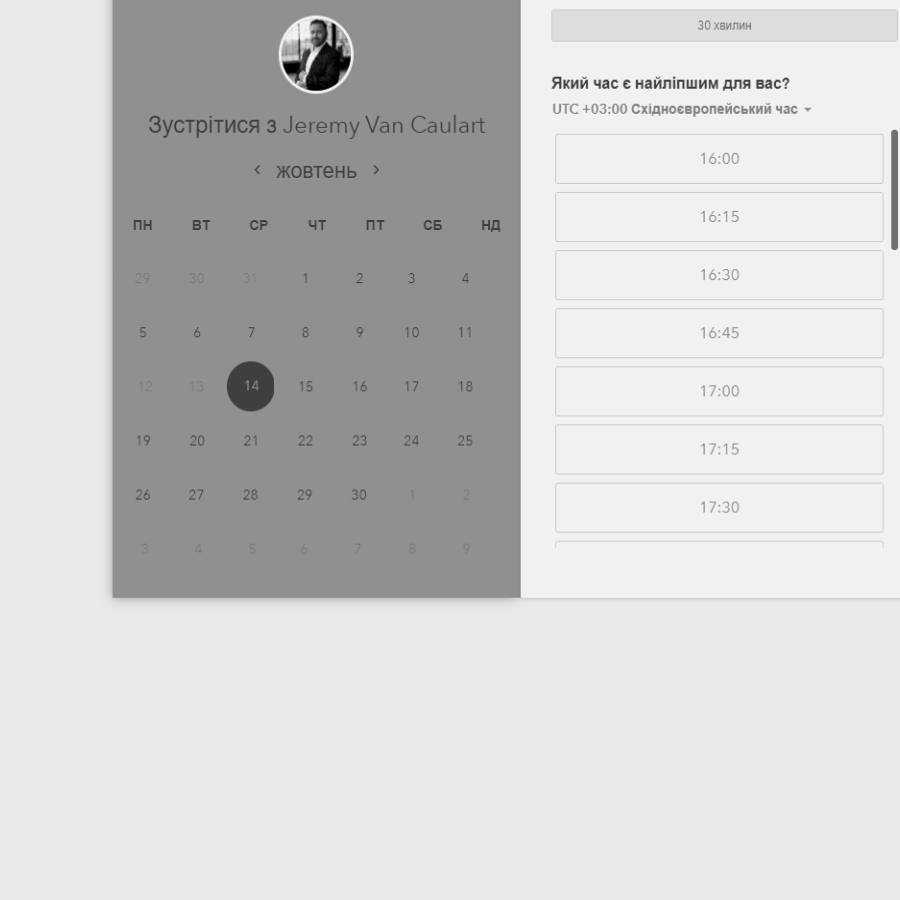 Зустрітися з Jeremy Van Caulart
жовтень
ПН ВТ СР ЧТ ПТ СБ НД
29 30 31 1 2 3 4
5 6 7 8 9 10 11
12 13 14 15 16 17 18
19 20 21 22 23 24 25
26 27 28 29 30 1 2
3 4 5 6 7 8 9
30 хвилин
Який час є найліпшим для вас?
UTC +03:00 Східноєвропейський час
16:00
16:15
16:30
16:45
17:00
17:15
17:30